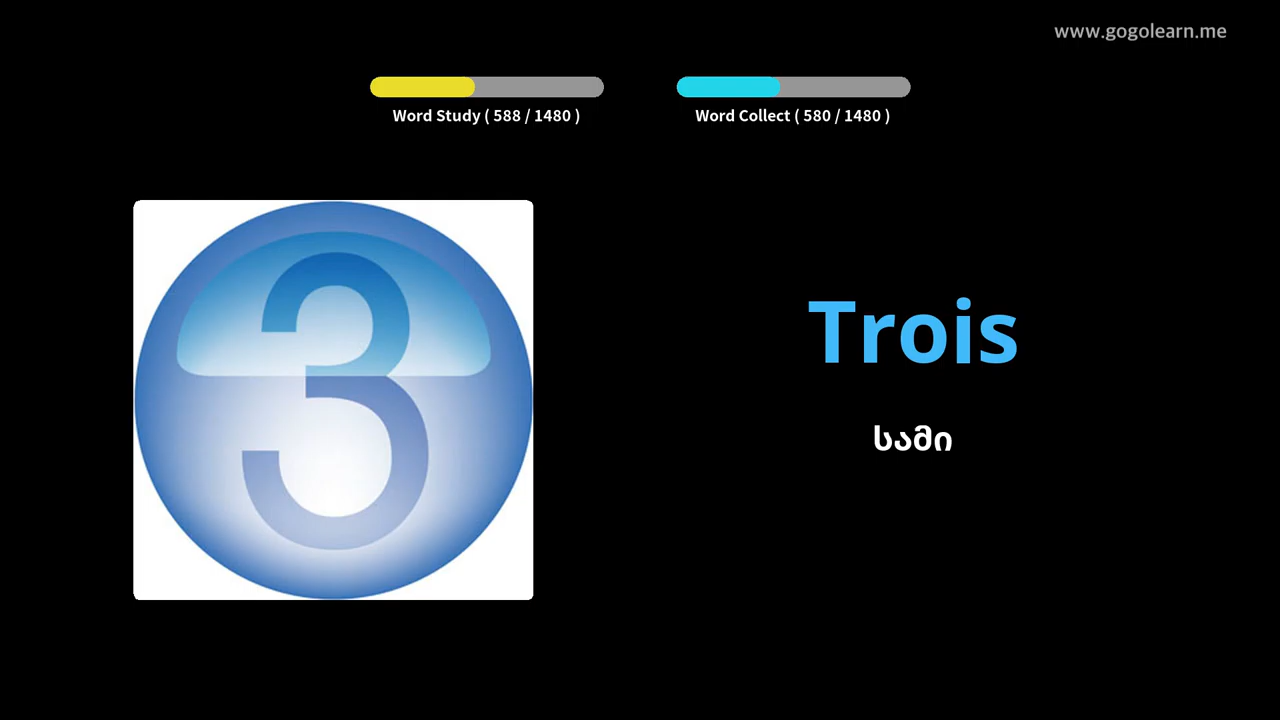 www.gogolearn.me
Word Study ( 588 / 1480 )
Word Collect ( 580 / 1480 )
3
Trois
სამი